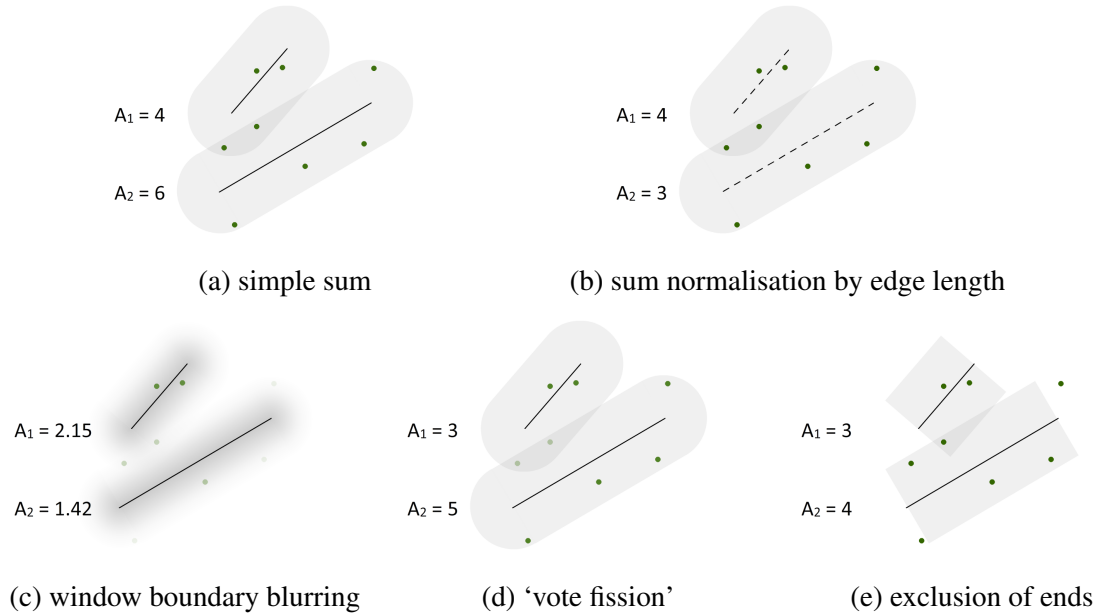 A₁ = 4
A₂ = 6
(a) simple sum
A₁ = 4
A₂ = 3
(b) sum normalisation by edge length
A₁ = 2.15
A₂ = 1.42
(c) window boundary blurring
A₁ = 3
A₂ = 5
(d) ‘vote fission’
A₁ = 3
A₂ = 4
(e) exclusion of ends